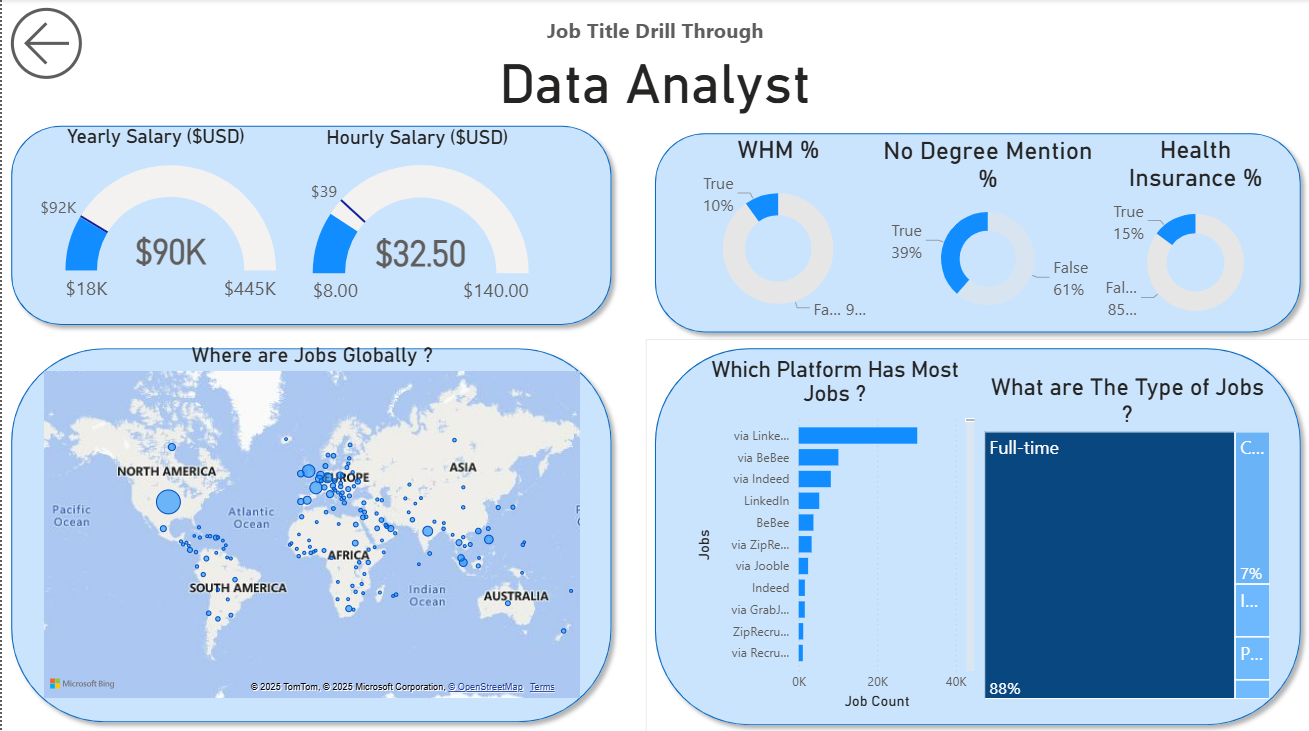 Job Title Drill Through
Data Analyst
Yearly Salary ($USD)
$92K
$90K
$18K
$445K
Hourly Salary ($USD)
$39
$32.50
$8.00
$140.00
WHM %
True
10%
Fa... 9...
No Degree Mention
%
True
39%
False
61%
Health
Insurance %
True
15%
Fal...
85...
Where are Jobs Globally ?
NORTH AMERICA
EUROPE
ASIA
Pacific
Ocean
Atlantic
Ocean
P
O
AFRICA
SOUTH AMERICA
Indian
Ocean
AUSTRALIA
Microsoft Bing
© 2025 TomTom, © 2025 Microsoft Corporation, © OpenStreetMap Terms
Which Platform Has Most
Jobs ?
Jobs
via Linke...
via BeBee
via Indeed
LinkedIn
BeBee
via ZipRe...
via Jooble
Indeed
via GrabJ...
ZipRecru...
via Recru...
0K
20K
40K
Job Count
What are The Type of Jobs
?
Full-time
88%
C...
7%
I...
P...